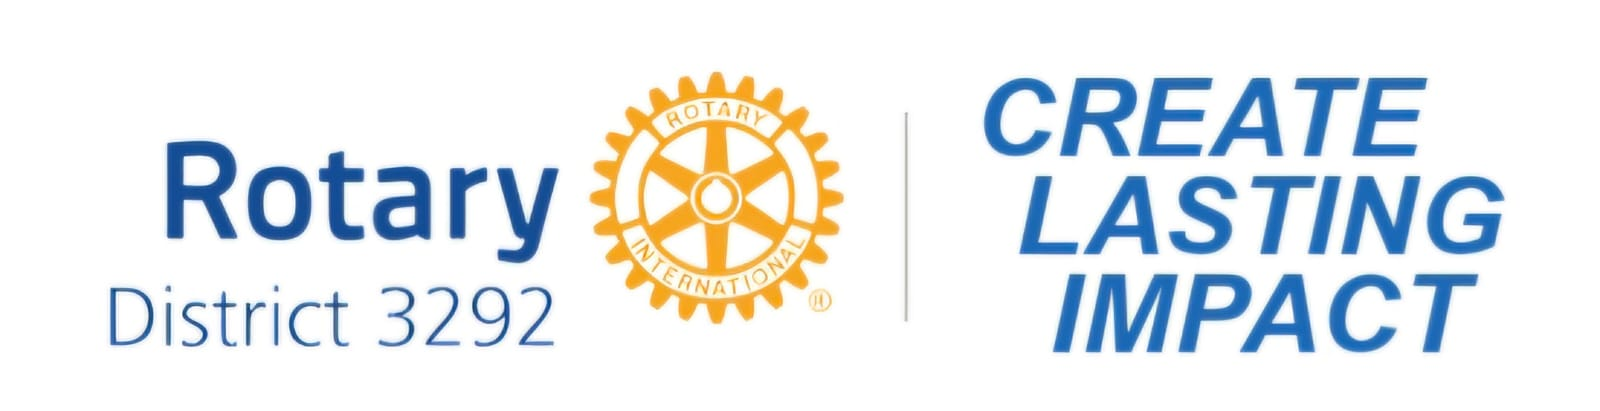 Rotary
District 3292
ROTARY
INTERNATIONAL
®
CREATE
LASTING
IMPACT